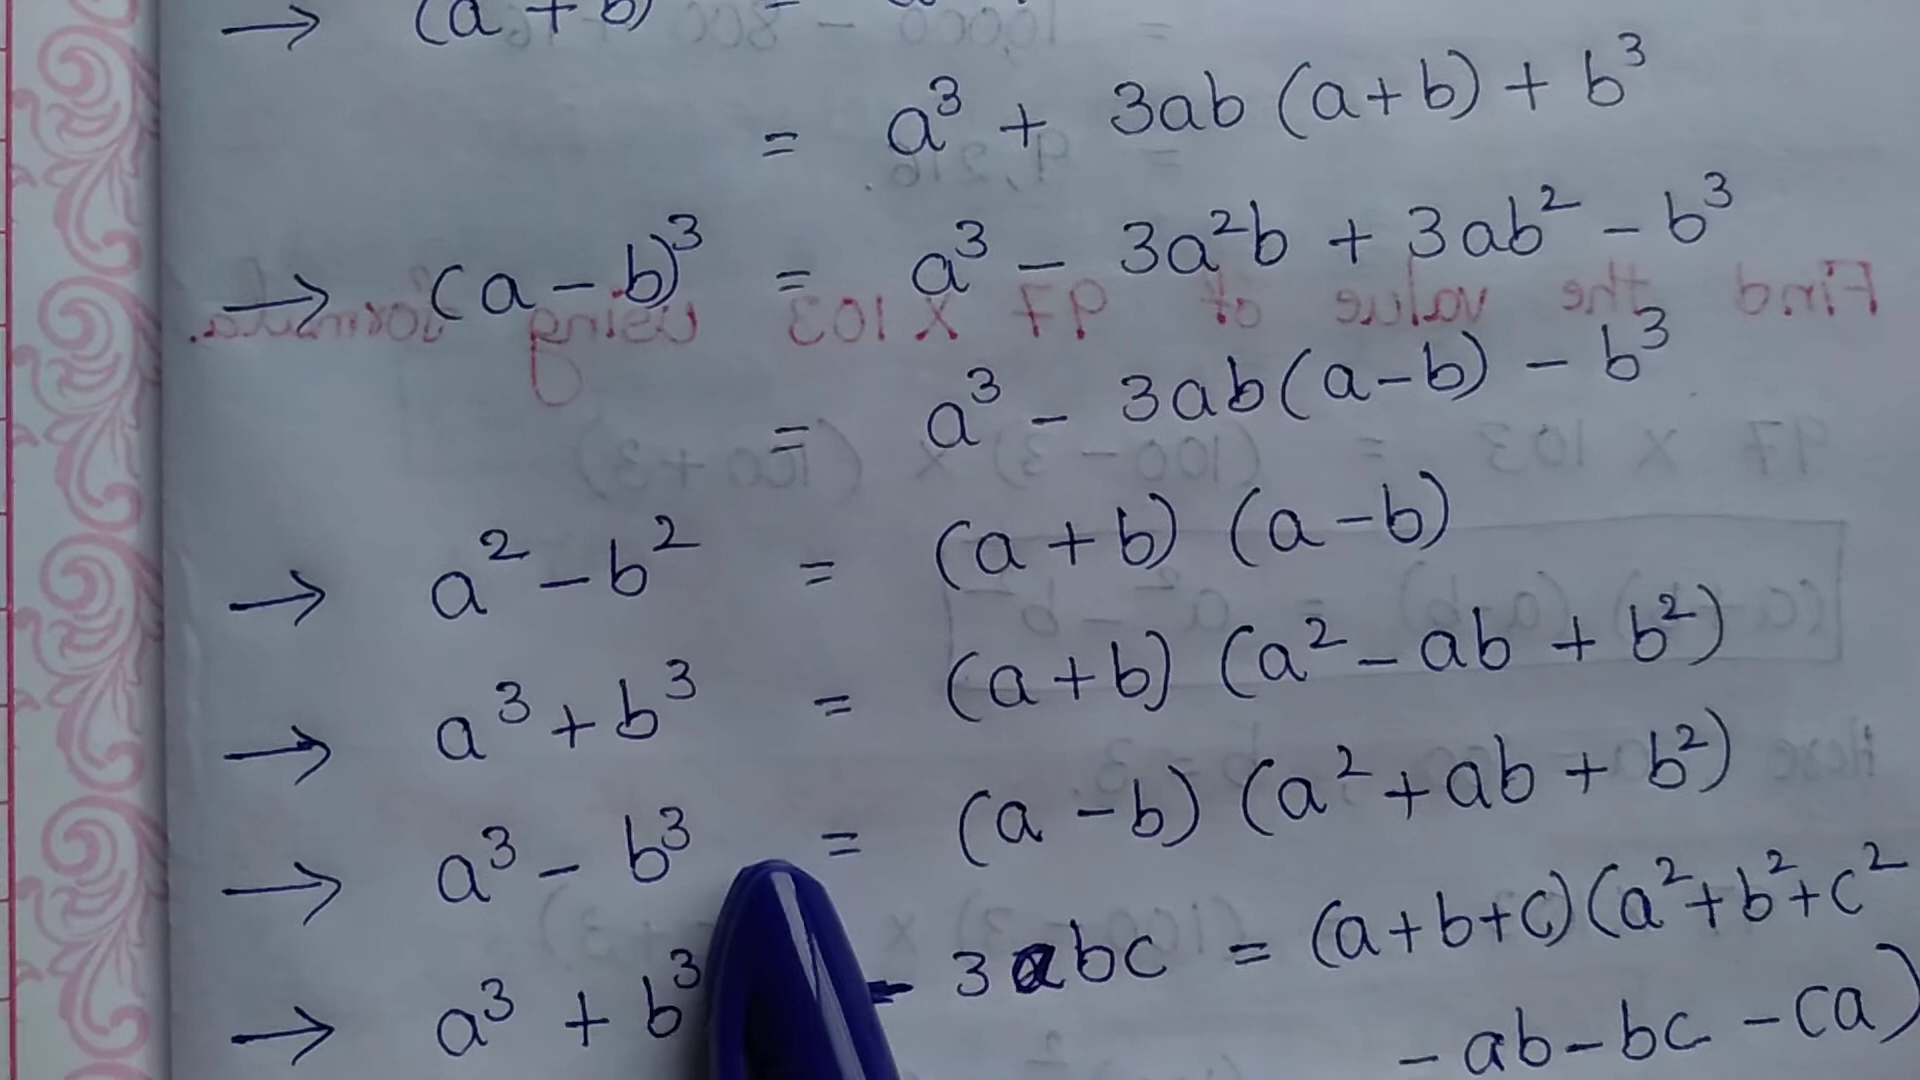 → (a + b)
= a³ + 3ab (a+b) + b³
→ (a - b)³ = a³ - 3a²b + 3ab² - b³
= a³ - 3ab(a-b) - b³
→ a² - b² = (a+b) (a-b)
→ a³ + b³ = (a+b) (a² - ab + b²)
→ a³ - b³ = (a-b) (a² + ab + b²)
→ a³ + b³ - 3abc = (a+b+c)(a²+b²+c²
- ab - bc - ca)